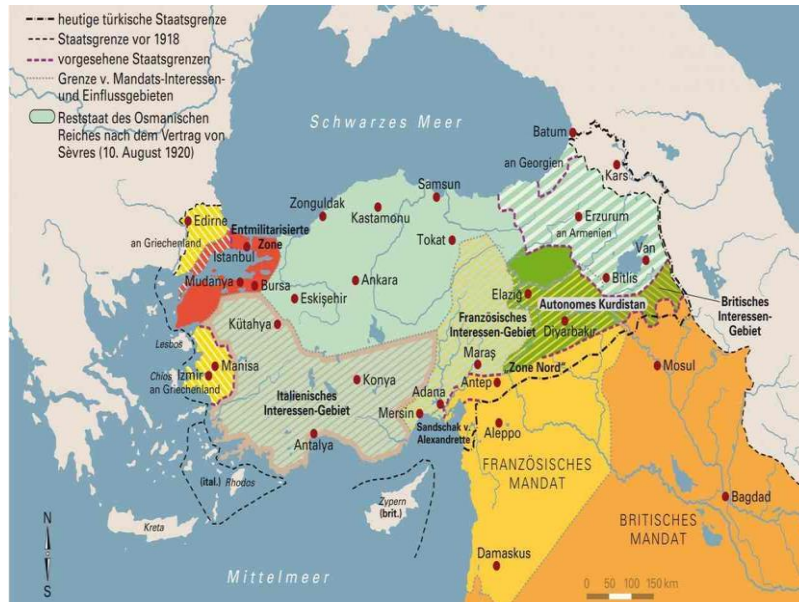 heutige türkische Staatsgrenze
Staatsgrenze vor 1918
vorgesehene Staatsgrenzen
Grenze v. Mandats-Interessen-
und Einflussgebieten
Reststaat des Osmanischen
Reiches nach dem Vertrag von
Sèvres (10. August 1920)
Schwarzes Meer
Batum
an Georgien
Kars
Samsun
Zonguldak
Kastamonu
Edirne
Entmilitarisierte
Zone
an Griechenland
Istanbul
Tokat
Erzurum
an Armenien
Van
Mudanya
Bursa
Ankara
Bitlis
Eskişehir
Elazığ
Autonomes Kurdistan
Britisches
Interessen-
Gebiet
Kütahya
Französisches
Interessen-Gebiet
Diyarbakir
Lesbos
Manisa
Maraş
„Zone Nord“
Mosul
Chios
Izmir
an Griechenland
Konya
Antep
Italienisches
Interessen-Gebiet
Adana
Mersin
Sandschak v.
Alexandrette
Aleppo
Antalya
FRANZÖSISCHES
MANDAT
(ital.)
Rhodos
Zypern
(brit.)
Bagdad
Kreta
BRITISCHES
MANDAT
N
S
Damaskus
Mittelmeer
0 50 100 150 km